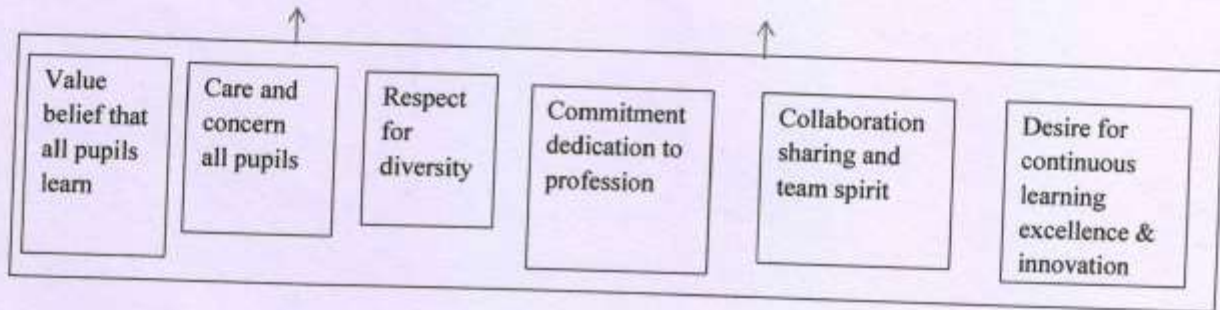 Value
belief that
all pupils
learn
Care and
concern
all pupils
Respect
for
diversity
Commitment
dedication to
profession
Collaboration
sharing and
team spirit
Desire for
continuous
learning
excellence &
innovation